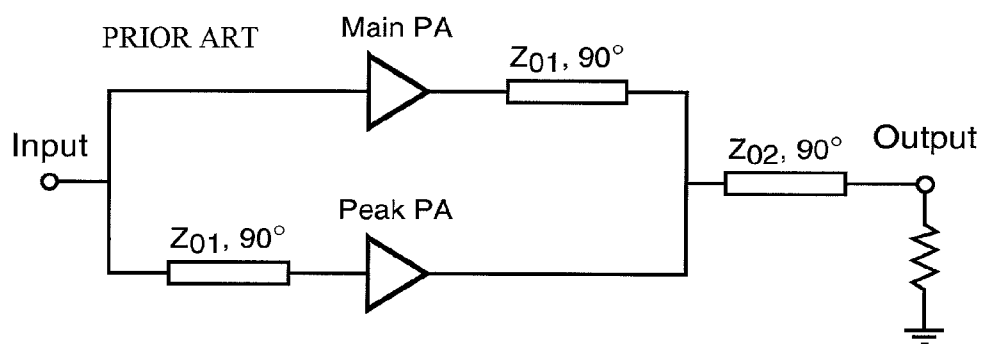 PRIOR ART
Main PA
Z01, 90°
Input
Z02, 90°
Output
Peak PA
Z01, 90°